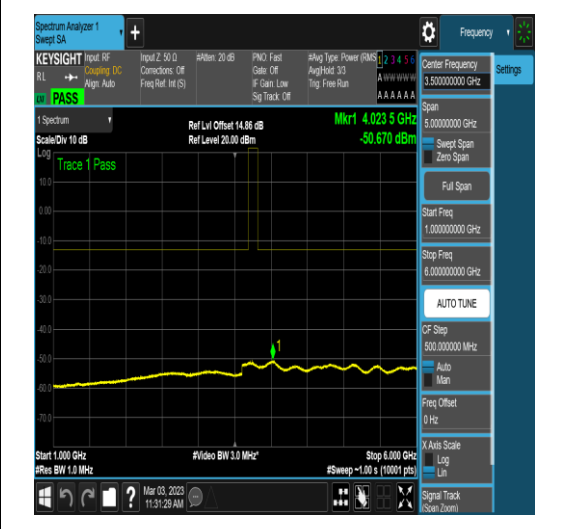 Spectrum Analyzer 1
Swept SA
+
Frequency
KEYSIGHT
RL
Input: RF
Coupling: DC
Align: Auto
Input Z: 50 Ω
Corrections: Off
Freq Ref: Int (S)
#Atten: 20 dB
PNO: Fast
Gate: Off
IF Gain: Low
Sig Track: Off
#Avg Type: Power (RMS
Avg|Hold: 3/3
Trig: Free Run
1 2 3 4 5 6
A W W W W W
A A A A A A
PASS
1 Spectrum
Scale/Div 10 dB
Ref Lvl Offset 14.86 dB
Ref Level 20.00 dBm
Mkr1 4.023 5 GHz
-50.670 dBm
Log
Trace 1 Pass
10.0
0.00
-10.0
-20.0
-30.0
-40.0
-50.0
-60.0
-70.0
1
Start 1.000 GHz
#Res BW 1.0 MHz
#Video BW 3.0 MHz*
Stop 6.000 GHz
#Sweep ~1.00 s (10001 pts)
Mar 03, 2023
11:31:29 AM
Center Frequency
3.500000000 GHz
Settings
Span
5.00000000 GHz
Swept Span
Zero Span
Full Span
Start Freq
1.000000000 GHz
Stop Freq
6.000000000 GHz
AUTO TUNE
CF Step
500.000000 MHz
Auto
Man
Freq Offset
0 Hz
X Axis Scale
Log
Lin
Signal Track
(Span Zoom)